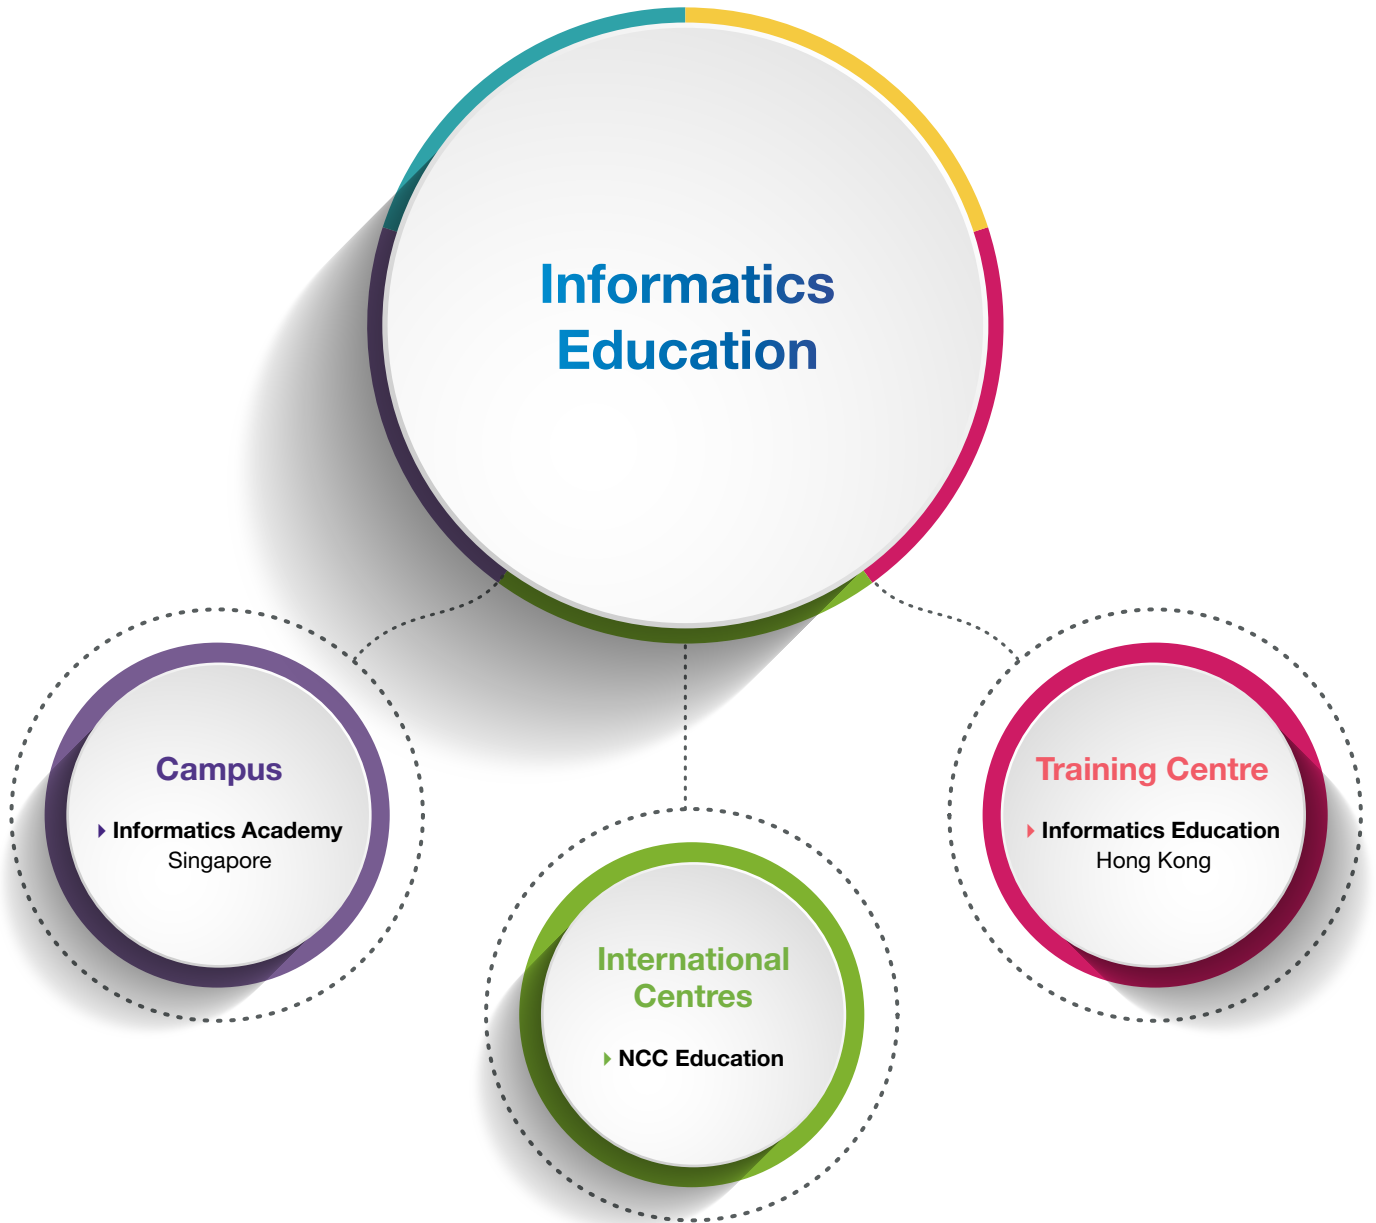 Informatics
Education
Campus
Informatics Academy
Singapore
International
Centres
NCC Education
Training Centre
Informatics Education
Hong Kong